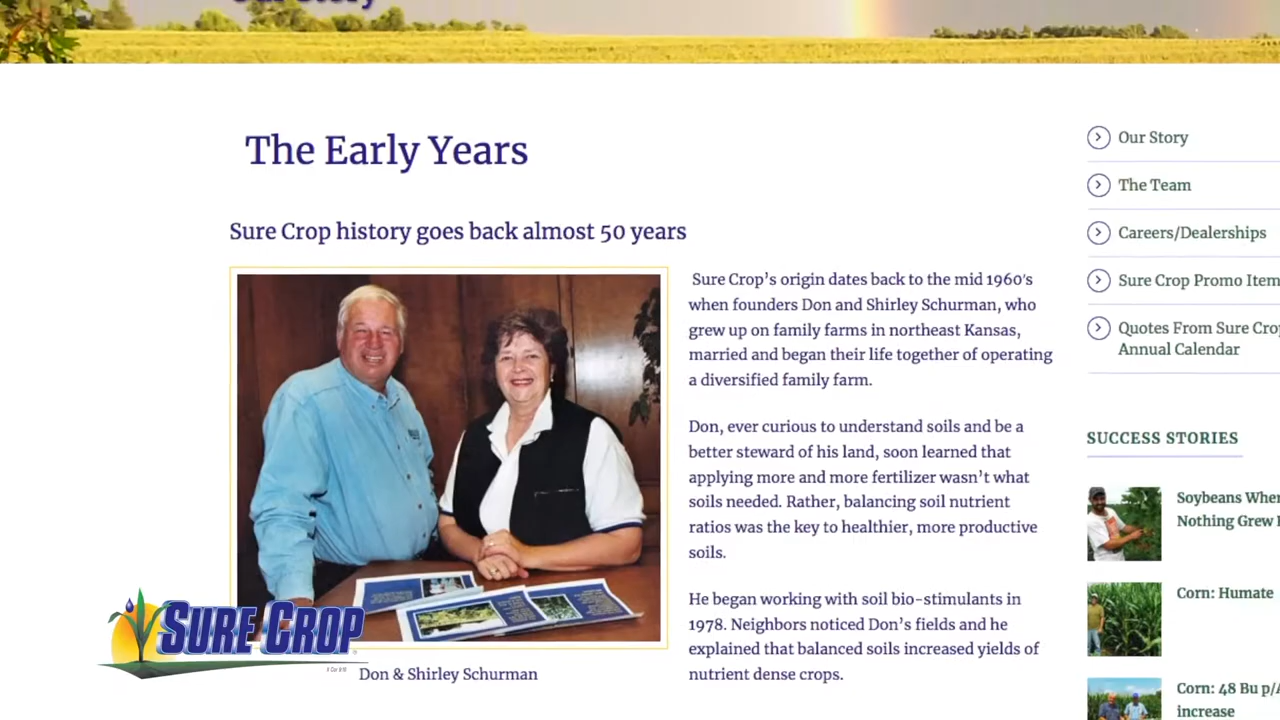 Our Story
The Early Years
Sure Crop history goes back almost 50 years
Sure Crop's origin dates back to the mid 1960's
when founders Don and Shirley Schurman, who
grew up on family farms in northeast Kansas,
married and began their life together of operating
a diversified family farm.
Don, ever curious to understand soils and be a
better steward of his land, soon learned that
applying more and more fertilizer wasn't what
soils needed. Rather, balancing soil nutrient
ratios was the key to healthier, more productive
soils.
He began working with soil bio-stimulants in
1978. Neighbors noticed Don's fields and he
explained that balanced soils increased yields of
nutrient dense crops.
Don & Shirley Schurman
SURE CROP
Our Story
The Team
Careers/Dealerships
Sure Crop Promo Item
Quotes From Sure Cro
Annual Calendar
SUCCESS STORIES
Soybeans Wher
Nothing Grew
Corn: Humate
Corn: 48 Bu p/A
increase